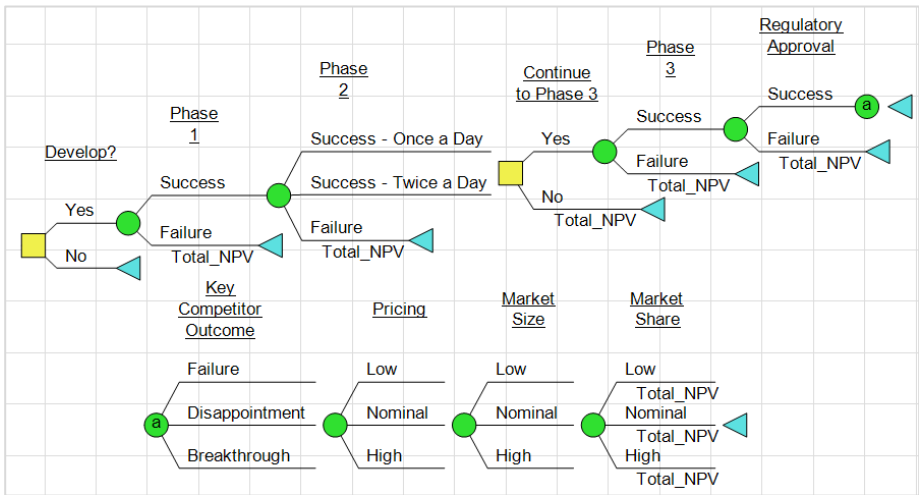 Develop?
Yes
No
Phase
1
Success
Failure
Total_NPV
Phase
2
Success - Once a Day
Success - Twice a Day
Failure
Total_NPV
Continue
to Phase 3
Yes
No
Total_NPV
Phase
3
Success
Failure
Total_NPV
Regulatory
Approval
Success
a
Failure
Total_NPV
Key
Competitor
Outcome
a
Failure
Disappointment
Breakthrough
Pricing
Low
Nominal
High
Market
Size
Low
Nominal
High
Market
Share
Low
Total_NPV
Nominal
Total_NPV
High
Total_NPV